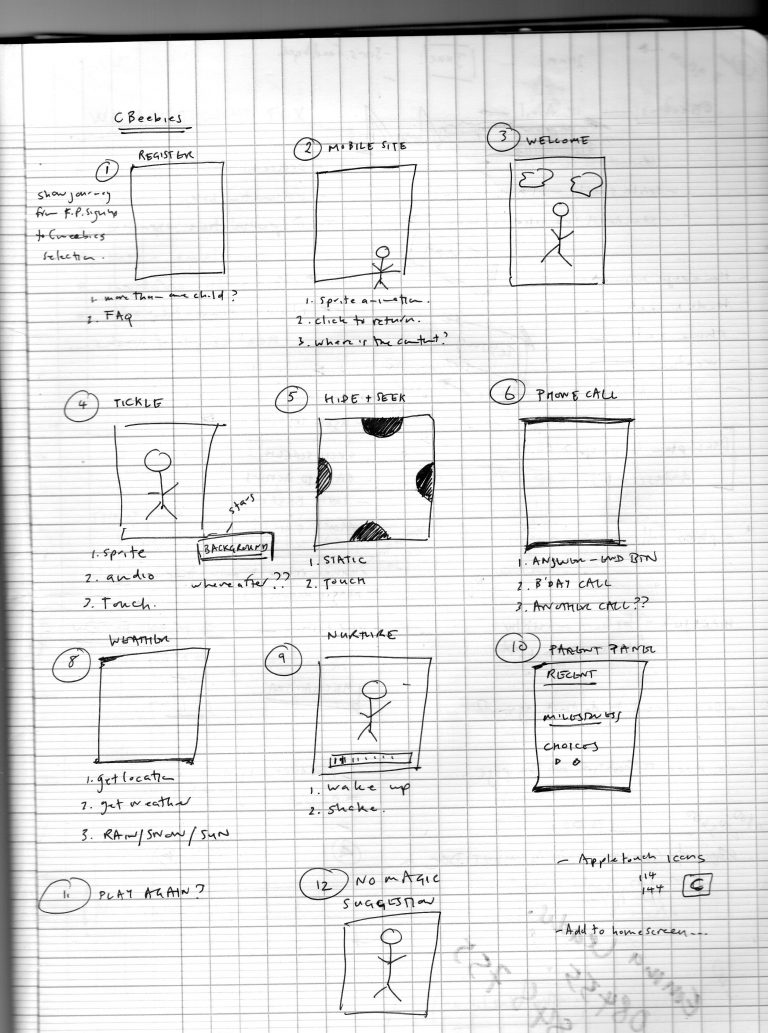 CBeebies
1
REGISTER
show journey
from F.P. Signup
to Cbeebies
selection.
1. more than one child?
2. FAQ
2 MOBILE SITE
1. sprite animation.
2. click to return.
3. where is the content?
3 WELCOME
4 TICKLE
stars
BACKGROUND
1. sprite
2. audio
3. Touch.
where after??
5 HIDE + SEEK
1. STATIC
2. TOUCH
6 PHONE CALL
1. ANSWER - END BTN
2. B'DAY CALL
3. ANOTHER CALL??
WEATHER
8
1. get location
2. get weather
3. RAIN/SNOW/SUN
NURTURE
9
1. wake up
2. shake.
10 PARENT PANEL
RECENT
MILESTONES
CHOICES
11. PLAY AGAIN?
12 NO MAGIC
SUGGESTION
- Apple touch Icons
114
144
C
- Add to homescreen...